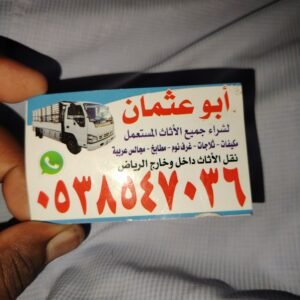 أبو عثمان
لشراء جميع الأثاث المستعمل
مكيفات - ثلاجات - غرف نوم - مطابخ - مجالس عربية
نقل الأثاث داخل وخارج الرياض
٠٥٣٨٥٤٧٠٣٦